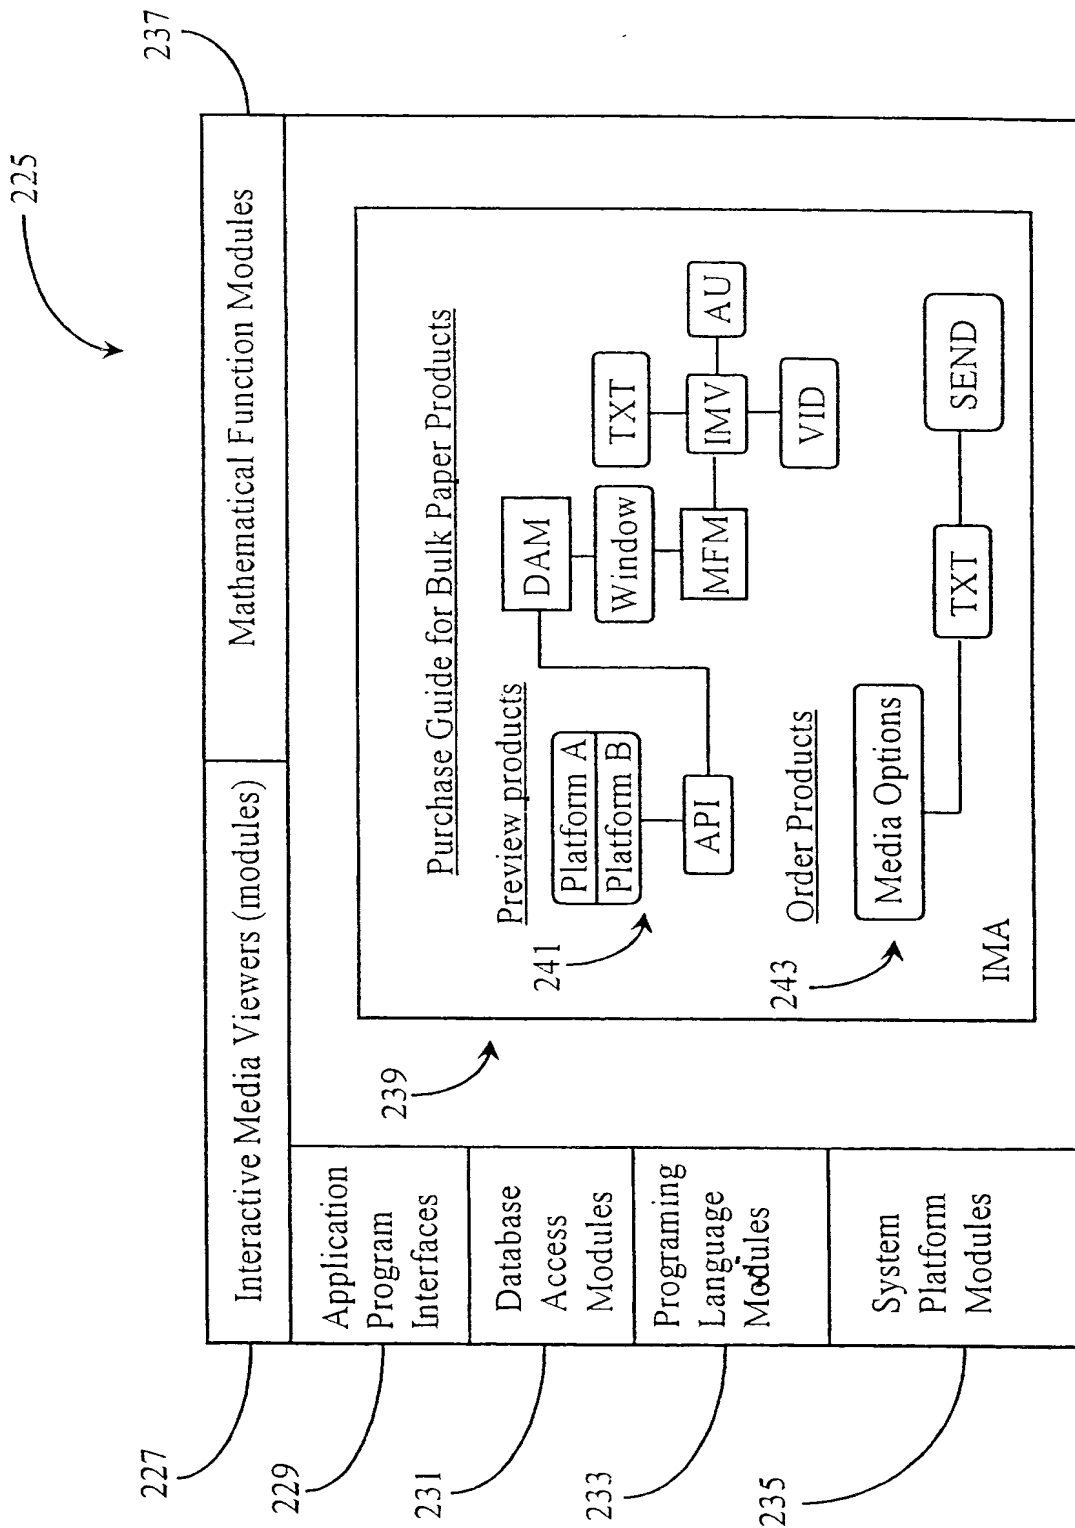 225
237
Interactive Media Viewers (modules)
Mathematical Function Modules
227
229
Application
Program
Interfaces
231
Database
Access
Modules
233
Programing
Language
Modules
235
System
Platform
Modules
239
Purchase Guide for Bulk Paper Products
Preview products
241
Platform A
Platform B
API
DAM
Window
MFM
TXT
IMV
AU
VID
Order Products
243
Media Options
TXT
SEND
IMA